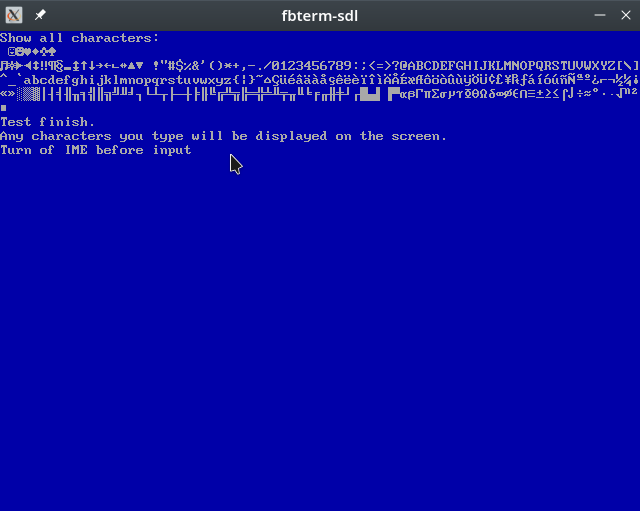 fbterm-sdl
Show all characters:
☺☻♥♦♣♠
♫☼►◄↕‼¶§▬↨↑↓→←∟↔▲▼ !"#$%&'()*+,-./0123456789:;<=>?@ABCDEFGHIJKLMNOPQRSTUVWXYZ[\]
^_`abcdefghijklmnopqrstuvwxyz{|}~⌂ÇüéâäàåçêëèïîìÄÅÉæÆôöòûùÿÖÜ¢£¥₧ƒáíóúñÑªº¿⌐¬½¼¡
«»░▒▓│┤╡╢╖╕╣║╗╝╜╛┐└┴┬├─┼╞╟╚╔╩╦╠═╬╧╨╤╥╙╘╒╓╫╪┘┌█▄▌▐▀αßΓπΣσµτΦΘΩδ∞φε∩≡±≥≤⌠⌡÷≈°∙·√ⁿ²
■
Test finish.
Any characters you type will be displayed on the screen.
Turn of IME before input